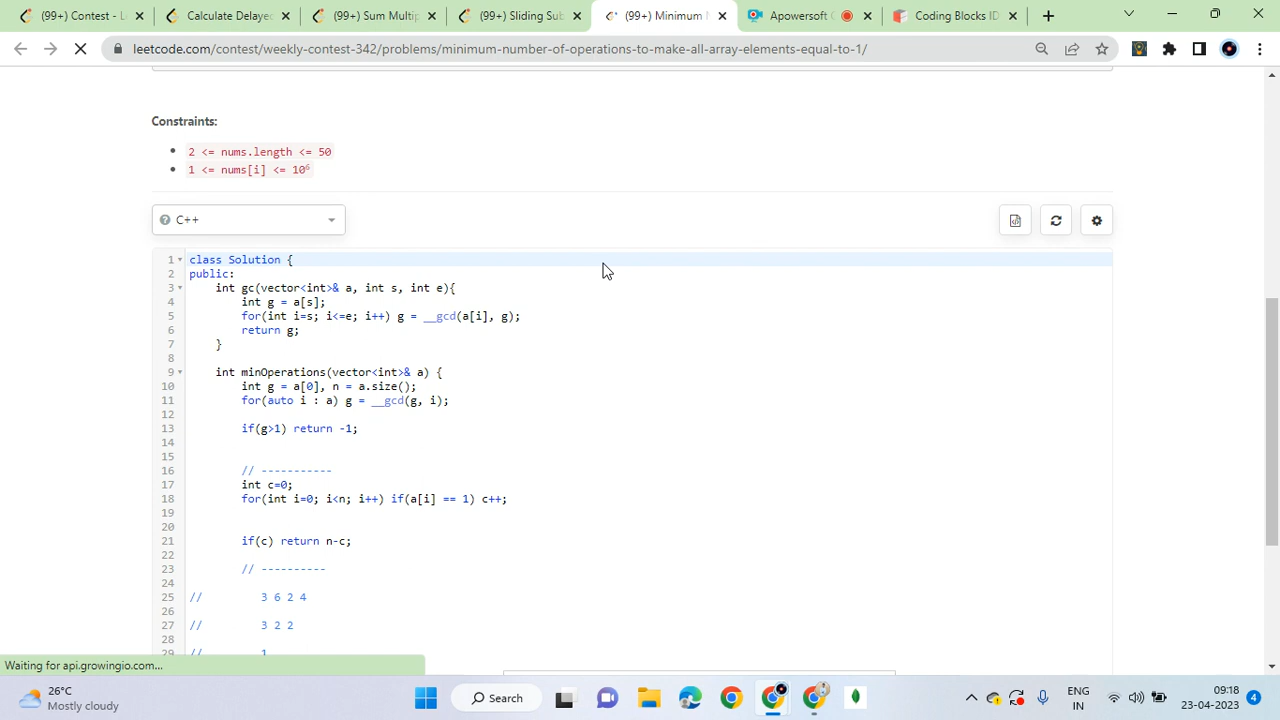 (99+) Contest - L
Calculate Delayed
(99+) Sum Multip
(99+) Sliding Sub
(99+) Minimum N
Apowersoft O
Coding Blocks ID
leetcode.com/contest/weekly-contest-342/problems/minimum-number-of-operations-to-make-all-array-elements-equal-to-1/
Constraints:
2 <= nums.length <= 50
1 <= nums[i] <= 10⁶
C++
1 class Solution {
2 public:
3 int gc(vector<int>& a, int s, int e){
4 int g = a[s];
5 for(int i=s; i<=e; i++) g = __gcd(a[i], g);
6 return g;
7 }
8
9 int minOperations(vector<int>& a) {
10 int g = a[0], n = a.size();
11 for(auto i : a) g = __gcd(g, i);
12
13 if(g>1) return -1;
14
15
16 // -----------
17 int c=0;
18 for(int i=0; i<n; i++) if(a[i] == 1) c++;
19
20
21 if(c) return n-c;
22
23 // ----------
24
25 // 3 6 2 4
26
27 // 3 2 2
28
29 // 1
Waiting for api.growingio.com...
26°C
Mostly cloudy
Search
ENG
IN
09:18
23-04-2023
4